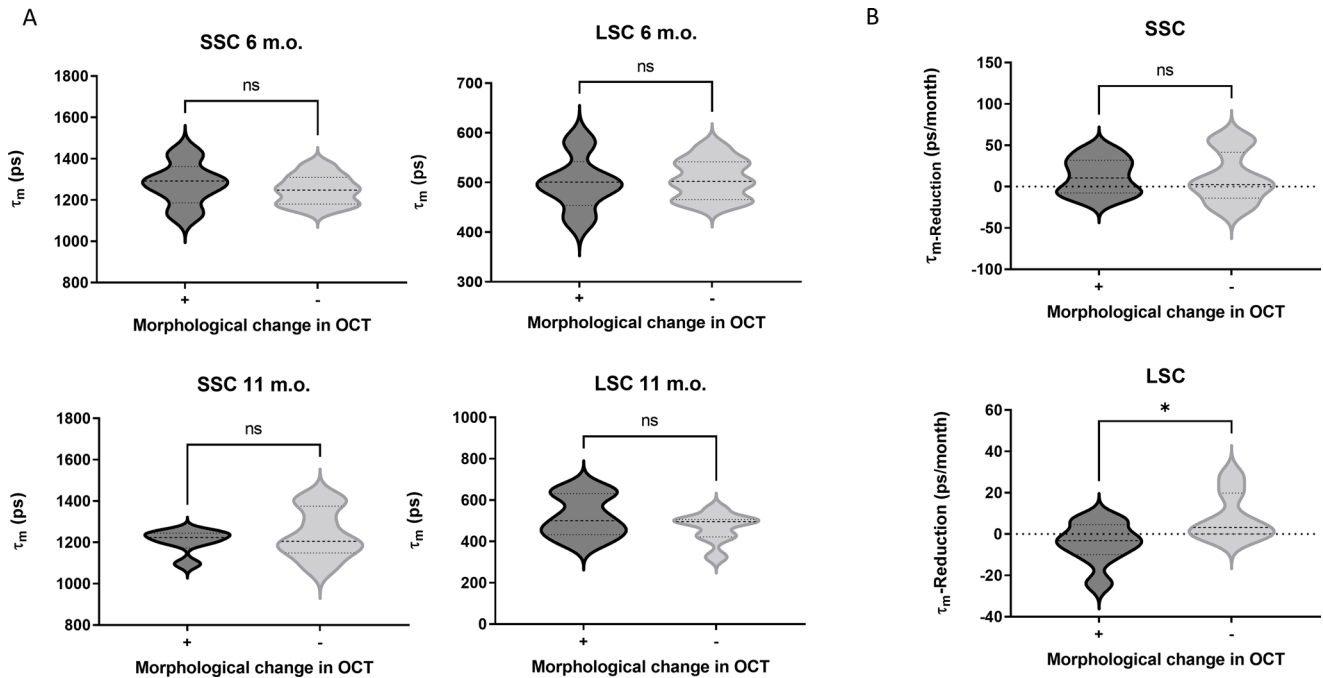 A
SSC 6 m.o.
1800
1600
1400
1200
1000
800
τm (ps)
ns
+
-
Morphological change in OCT
LSC 6 m.o.
700
600
500
400
300
τm (ps)
ns
+
-
Morphological change in OCT
SSC 11 m.o.
1800
1600
1400
1200
1000
800
τm (ps)
ns
+
-
Morphological change in OCT
LSC 11 m.o.
1000
800
600
400
200
0
τm (ps)
ns
+
-
Morphological change in OCT
B
SSC
150
100
50
0
-50
-100
τm-Reduction (ps/month)
ns
+
-
Morphological change in OCT
LSC
60
40
20
0
-20
-40
τm-Reduction (ps/month)
*
+
-
Morphological change in OCT